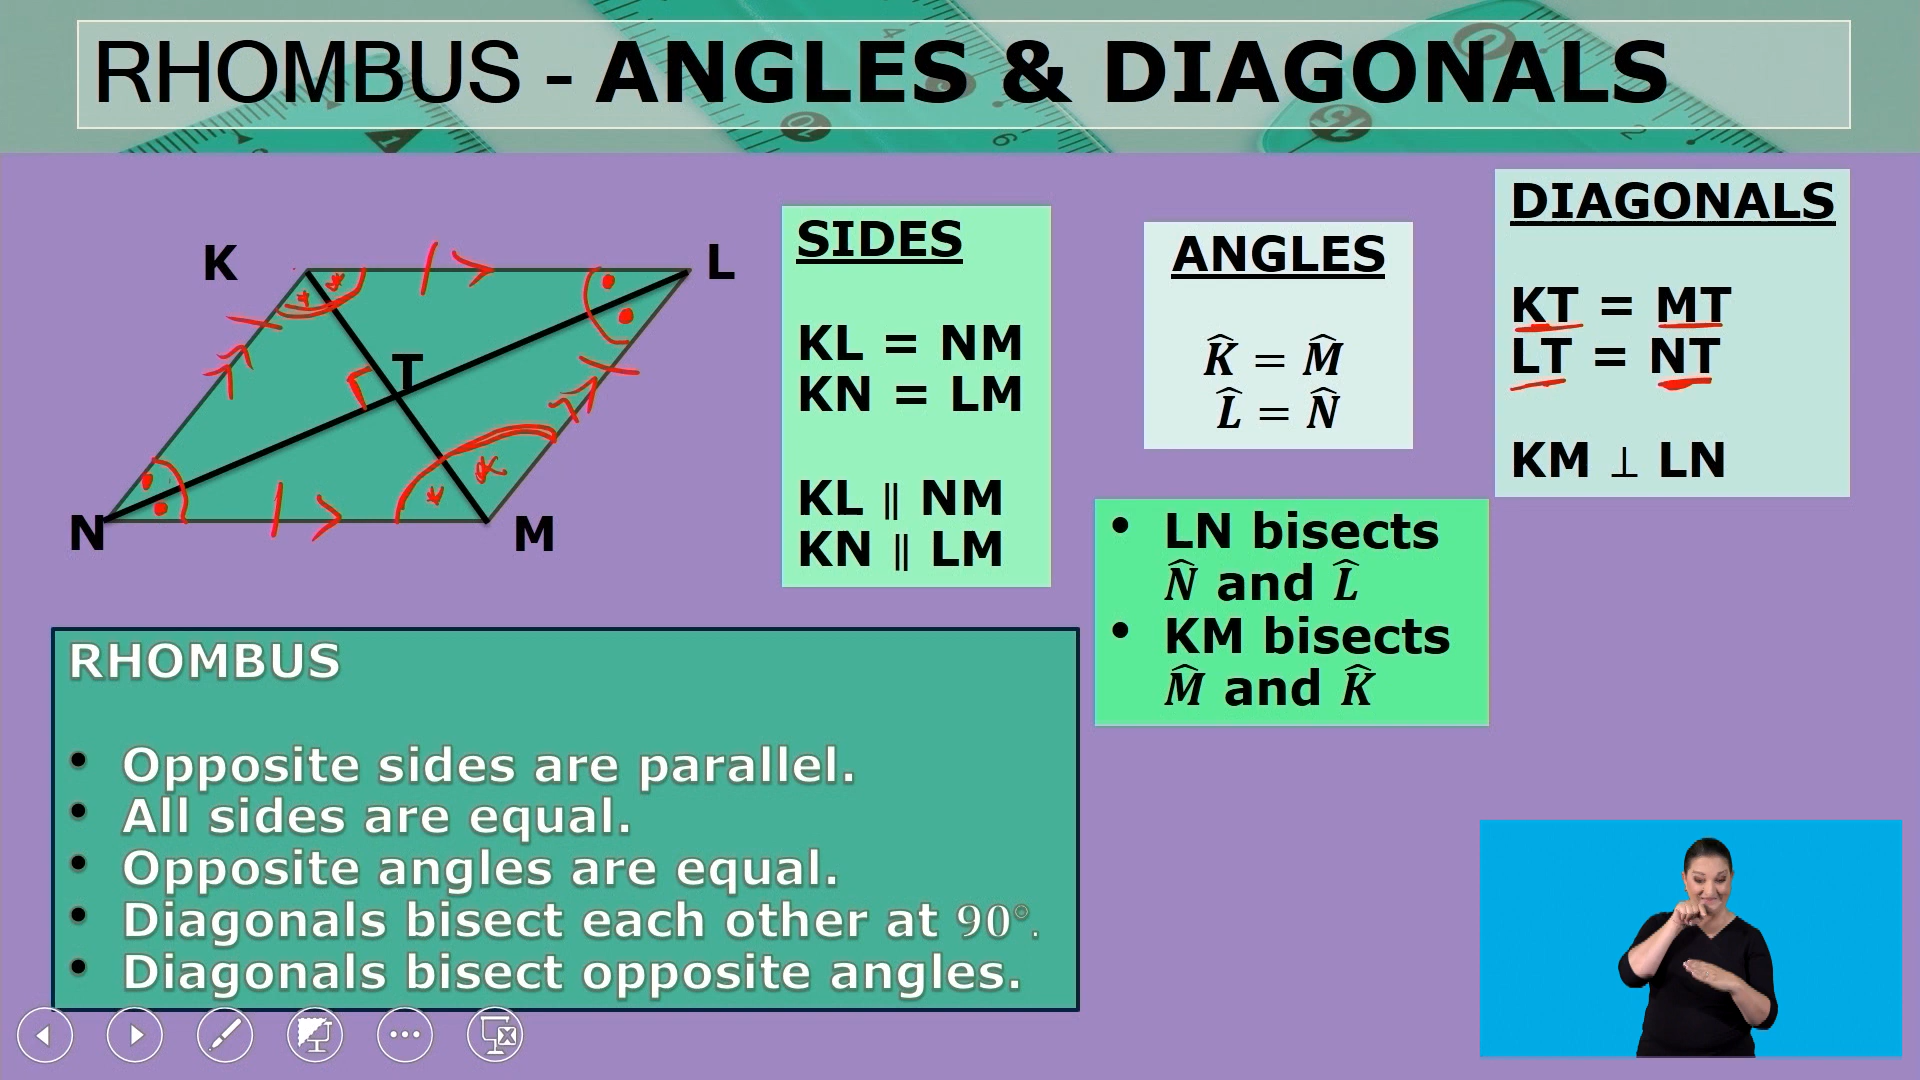 RHOMBUS - ANGLES & DIAGONALS
K
L
T
N
M
SIDES
KL = NM
KN = LM
KL ∥ NM
KN ∥ LM
ANGLES
K̂ = M̂
L̂ = N̂
DIAGONALS
KT = MT
LT = NT
KM ⊥ LN
• LN bisects
N̂ and L̂
• KM bisects
M̂ and K̂
RHOMBUS
• Opposite sides are parallel.
• All sides are equal.
• Opposite angles are equal.
• Diagonals bisect each other at 90°.
• Diagonals bisect opposite angles.